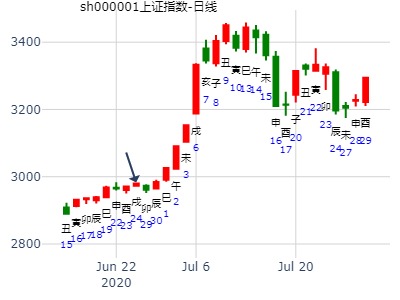 sh000001上证指数-日线
3400
3200
3000
2800
丑
15
寅
16
卯
17
辰
18
巳
19
申
22
酉
23
戌
24
卯
29
辰
30
巳
1
午
2
未
3
戌
6
亥
7
子
8
丑
9
寅
10
巳
13
午
14
未
15
申
16
酉
17
子
20
丑
21
寅
22
卯
23
辰
24
未
27
申
28
酉
29
Jun 22
2020
Jul 6
Jul 20